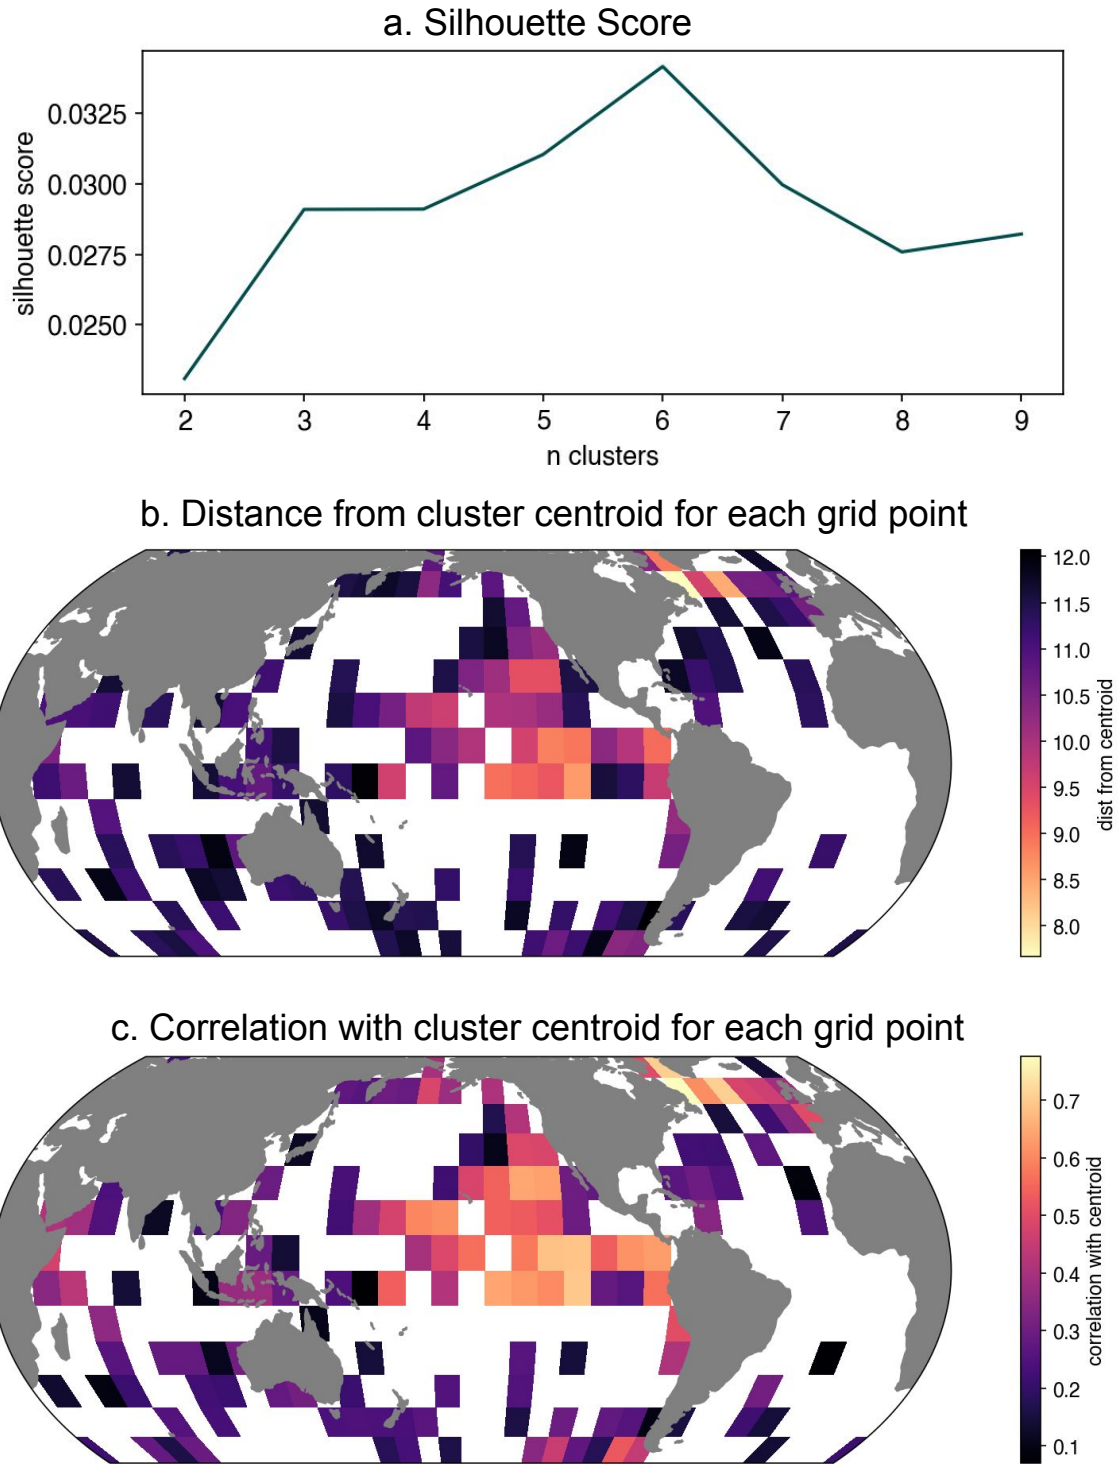 a. Silhouette Score
silhouette score
0.0325
0.0300
0.0275
0.0250
2 3 4 5 6 7 8 9
n clusters
b. Distance from cluster centroid for each grid point
12.0
11.5
11.0
10.5
10.0
9.5
9.0
8.5
8.0
dist from centroid
c. Correlation with cluster centroid for each grid point
0.7
0.6
0.5
0.4
0.3
0.2
0.1
correlation with centroid